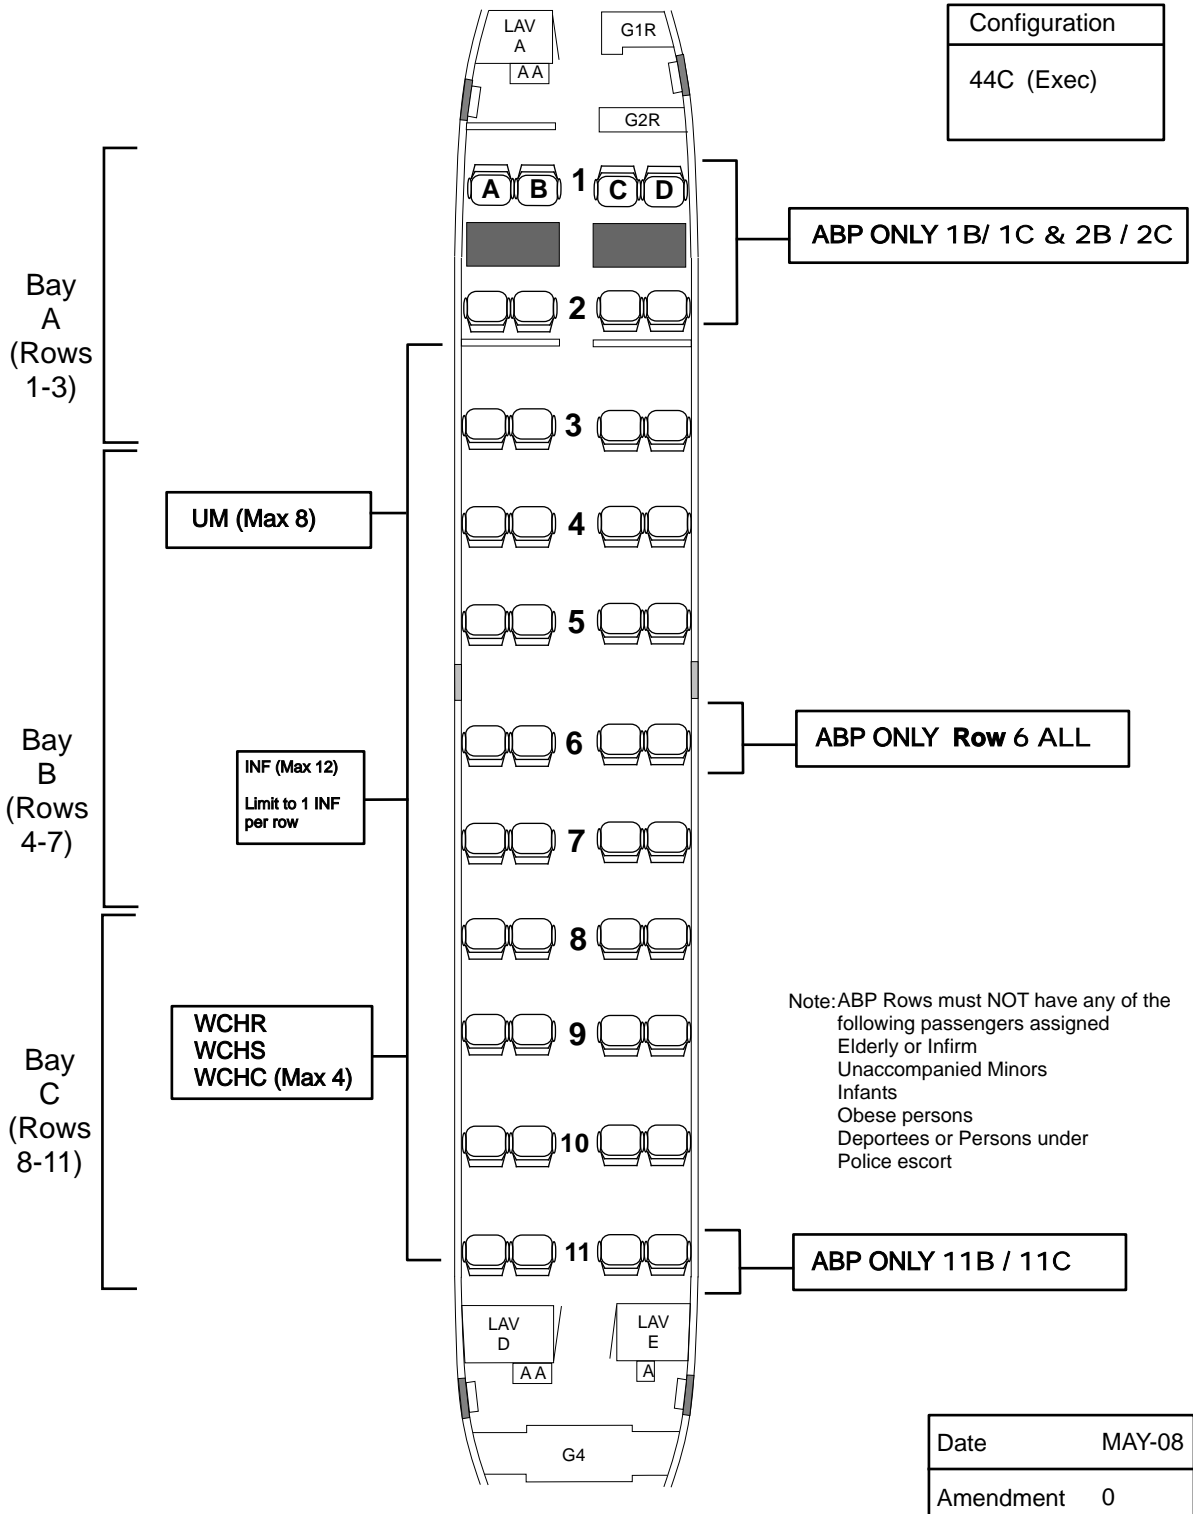 LAV
A
G1R
A A
Configuration
44C (Exec)
G2R
A B 1 C D
ABP ONLY 1B/ 1C & 2B / 2C
Bay
A
(Rows
1-3)
2
3
UM (Max 8)
4
5
Bay
B
(Rows
4-7)
6
ABP ONLY Row 6 ALL
INF (Max 12)
Limit to 1 INF
per row
7
8
Note:ABP Rows must NOT have any of the
following passengers assigned
Elderly or Infirm
Unaccompanied Minors
Infants
Obese persons
Deportees or Persons under
Police escort
WCHR
WCHS
WCHC (Max 4)
9
Bay
C
(Rows
8-11)
10
11
ABP ONLY 11B / 11C
LAV
D
LAV
E
A A
A
G4
Date MAY-08
Amendment 0